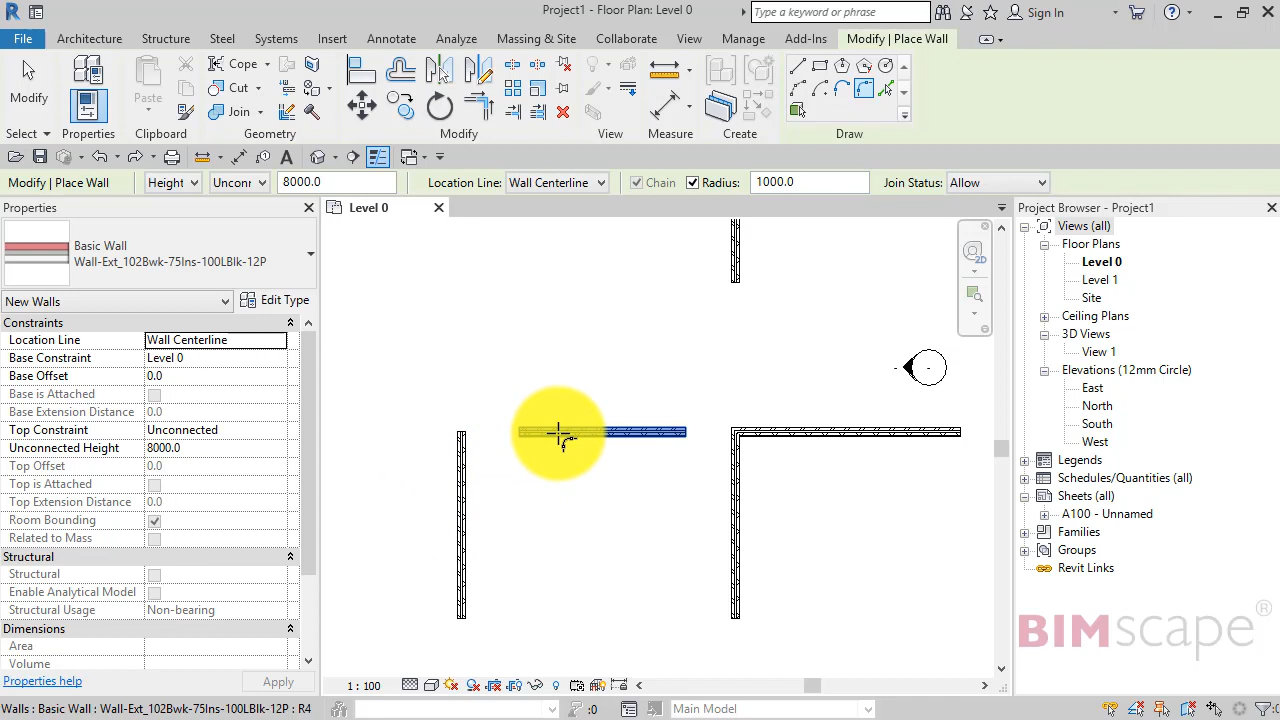 Project1 - Floor Plan: Level 0
Type a keyword or phrase
Sign In
File
Architecture
Structure
Steel
Systems
Insert
Annotate
Analyze
Massing & Site
Collaborate
View
Manage
Add-Ins
Modify | Place Wall
Modify
Paste
Cope
Cut
Join
Select
Properties
Clipboard
Geometry
Modify
View
Measure
Create
Draw
Modify | Place Wall
Height
Unconr
8000.0
Location Line:
Wall Centerline
Chain
Radius:
1000.0
Join Status:
Allow
Properties
Level 0
Project Browser - Project1
Basic Wall
Wall-Ext_102Bwk-75Ins-100LBlk-12P
New Walls
Edit Type
Constraints
Location Line
Wall Centerline
Base Constraint
Level 0
Base Offset
0.0
Base is Attached
Base Extension Distance
0.0
Top Constraint
Unconnected
Unconnected Height
8000.0
Top Offset
0.0
Top is Attached
Top Extension Distance
0.0
Room Bounding
Related to Mass
Structural
Structural
Enable Analytical Model
Structural Usage
Non-bearing
Dimensions
Area
Volume
Properties help
Apply
2D
Views (all)
Floor Plans
Level 0
Level 1
Site
Ceiling Plans
3D Views
View 1
Elevations (12mm Circle)
East
North
South
West
Legends
Schedules/Quantities (all)
Sheets (all)
A100 - Unnamed
Families
Groups
Revit Links
BIMscape®
1 : 100
Walls : Basic Wall : Wall-Ext_102Bwk-75Ins-100LBlk-12P : R4
:0
Main Model
:0